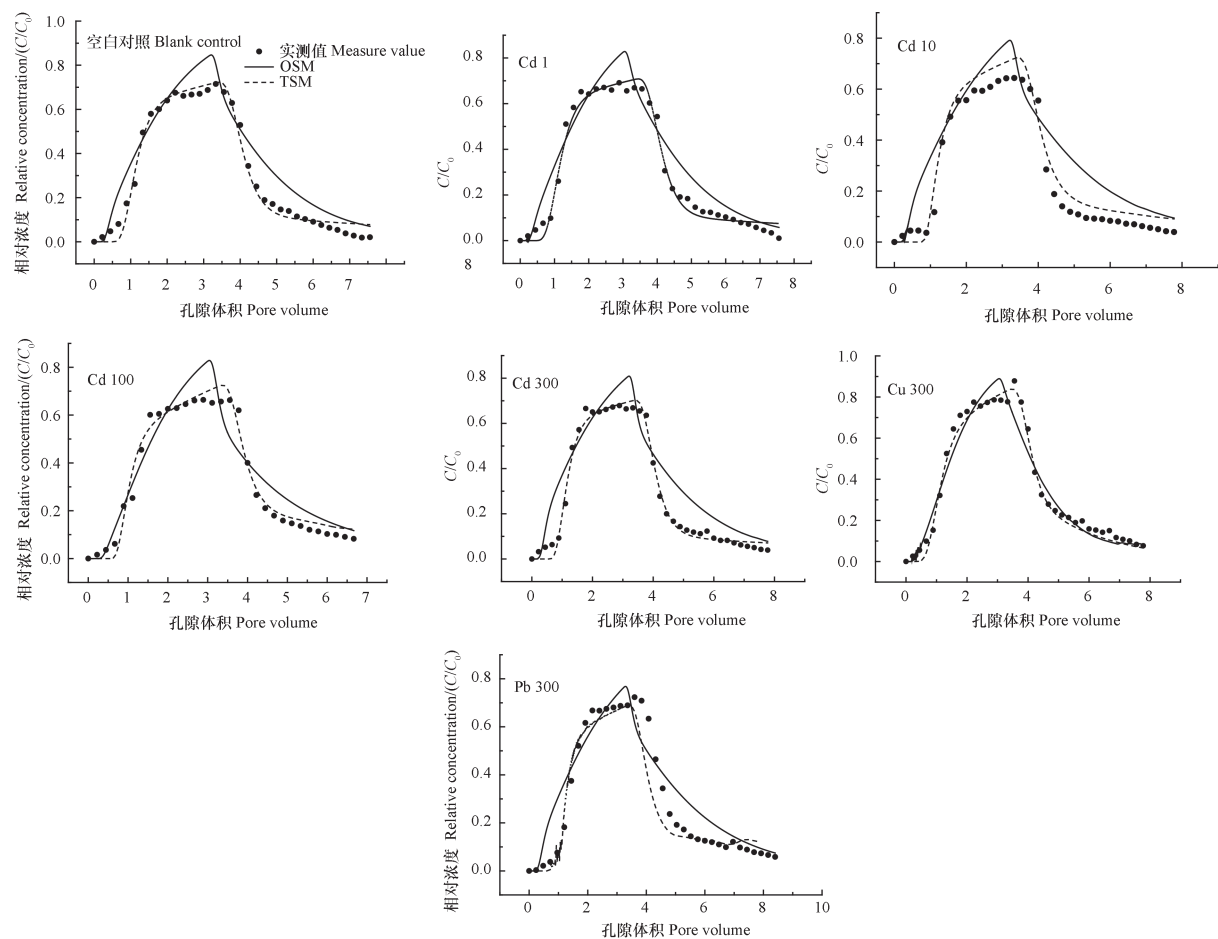 空白对照 Blank control
实测值 Measure value
OSM
TSM
相对浓度 Relative concentration/(C/C₀)
1.0
0.8
0.6
0.4
0.2
0.0
0 1 2 3 4 5 6 7
孔隙体积 Pore volume
Cd 1
C/C₀
0.8
0.6
0.4
0.2
0.0
8
0 1 2 3 4 5 6 7 8
孔隙体积 Pore volume
Cd 10
C/C₀
0.8
0.6
0.4
0.2
0.0
0 2 4 6 8
孔隙体积 Pore volume
Cd 100
相对浓度 Relative concentration/(C/C₀)
0.8
0.6
0.4
0.2
0.0
0 1 2 3 4 5 6 7
孔隙体积 Pore volume
Cd 300
C/C₀
0.8
0.6
0.4
0.2
0.0
0 2 4 6 8
孔隙体积 Pore volume
Cu 300
C/C₀
1.0
0.8
0.6
0.4
0.2
0.0
0 2 4 6 8
孔隙体积 Pore volume
Pb 300
相对浓度 Relative concentration/(C/C₀)
0.8
0.6
0.4
0.2
0.0
0 2 4 6 8 10
孔隙体积 Pore volume